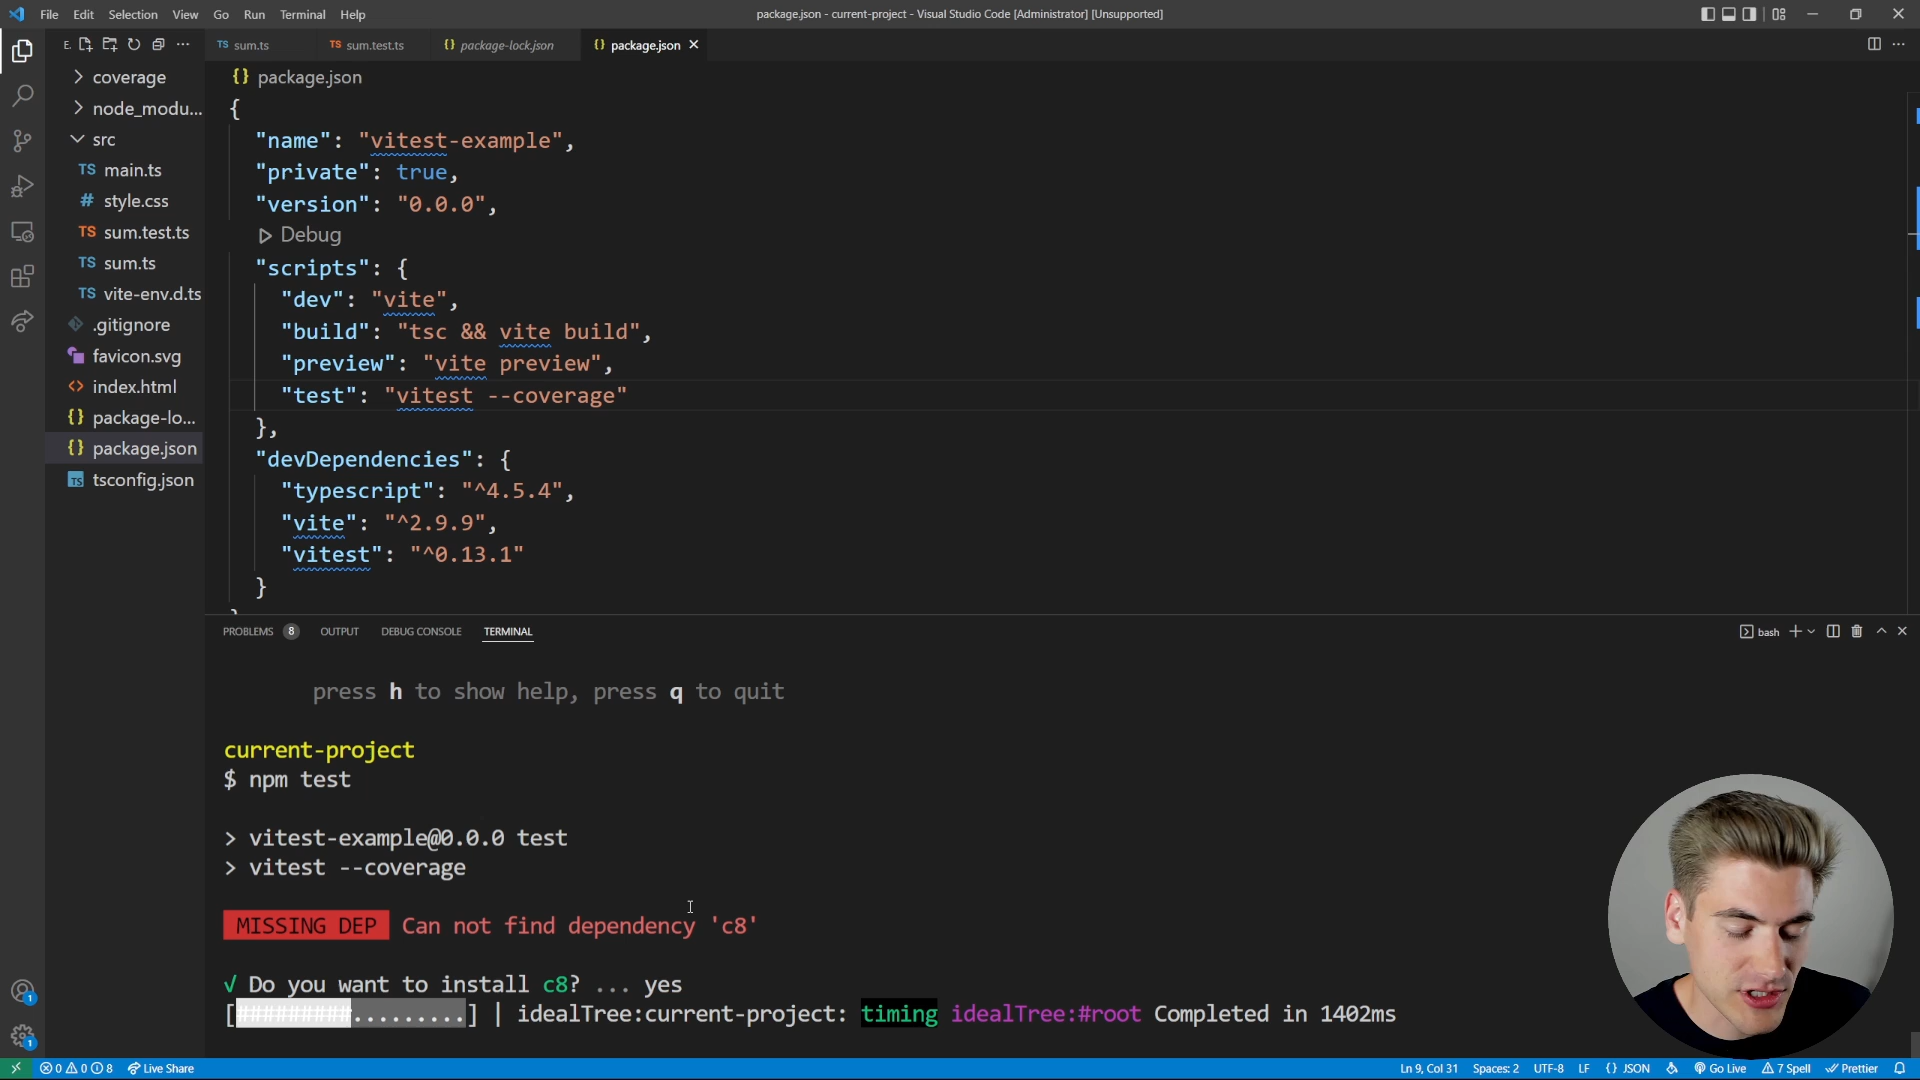 File Edit Selection View Go Run Terminal Help
package.json - current-project - Visual Studio Code [Administrator] [Unsupported]
E.
TS sum.ts
TS sum.test.ts
{} package-lock.json
{} package.json
coverage
node_modu...
src
TS main.ts
# style.css
TS sum.test.ts
TS sum.ts
TS vite-env.d.ts
.gitignore
favicon.svg
<> index.html
{} package-lo...
{} package.json
TS tsconfig.json
{} package.json
{
"name": "vitest-example",
"private": true,
"version": "0.0.0",
Debug
"scripts": {
"dev": "vite",
"build": "tsc && vite build",
"preview": "vite preview",
"test": "vitest --coverage"
},
"devDependencies": {
"typescript": "^4.5.4",
"vite": "^2.9.9",
"vitest": "^0.13.1"
}
PROBLEMS 8 OUTPUT DEBUG CONSOLE TERMINAL
bash
press h to show help, press q to quit
current-project
$ npm test
> vitest-example@0.0.0 test
> vitest --coverage
MISSING DEP Can not find dependency 'c8'
√ Do you want to install c8? ... yes
[#########.........] | idealTree:current-project: timing idealTree:#root Completed in 1402ms
1
1
0 0 8 Live Share
Ln 9, Col 31 Spaces: 2 UTF-8 LF {} JSON Go Live 7 Spell Prettier